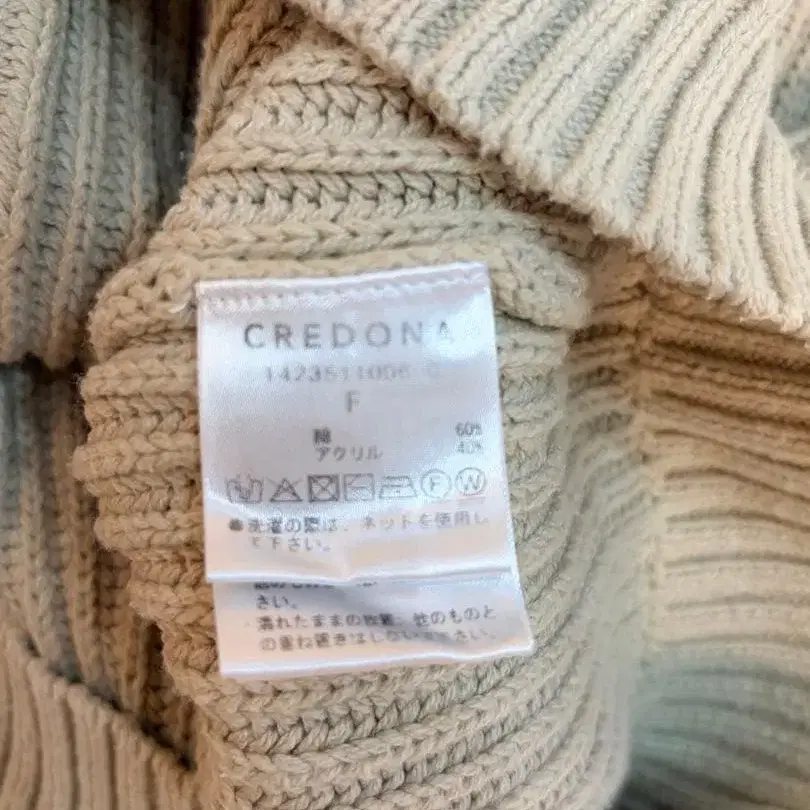 CREDONA
F
綿 60%
アクリル 40%
Ⓕ Ⓦ
●洗濯の際は、ネットを使用し
て下さい。
さい。
・濡れたままの放置、他のものと
の重ね置きはしないで下さい。